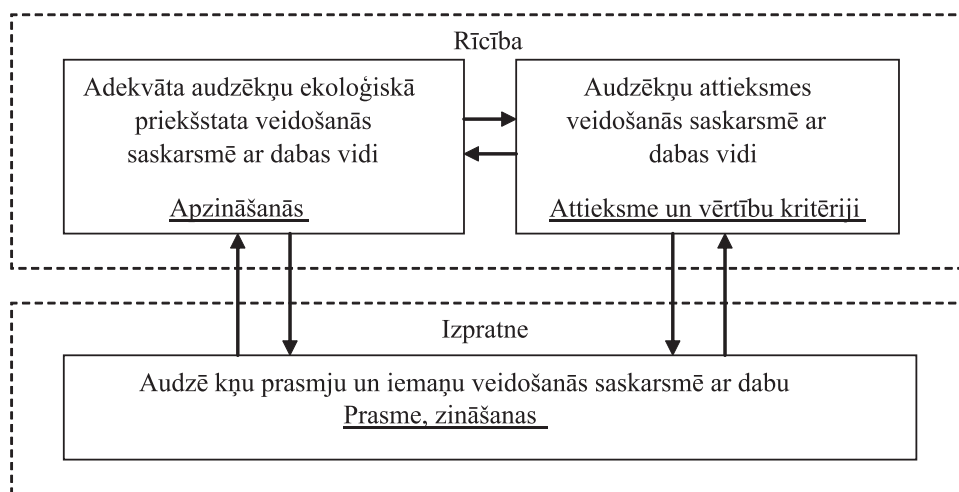 Rīcība
Adekvāta audzēkņu ekoloģiskā
priekšstata veidošanās
saskarsmē ar dabas vidi
Apzināšanās
Audzēkņu attieksmes
veidošanās saskarsmē ar
dabas vidi
Attieksme un vērtību kritēriji
Izpratne
Audzē kņu prasmju un iemaņu veidošanās saskarsmē ar dabu
Prasme, zināšanas